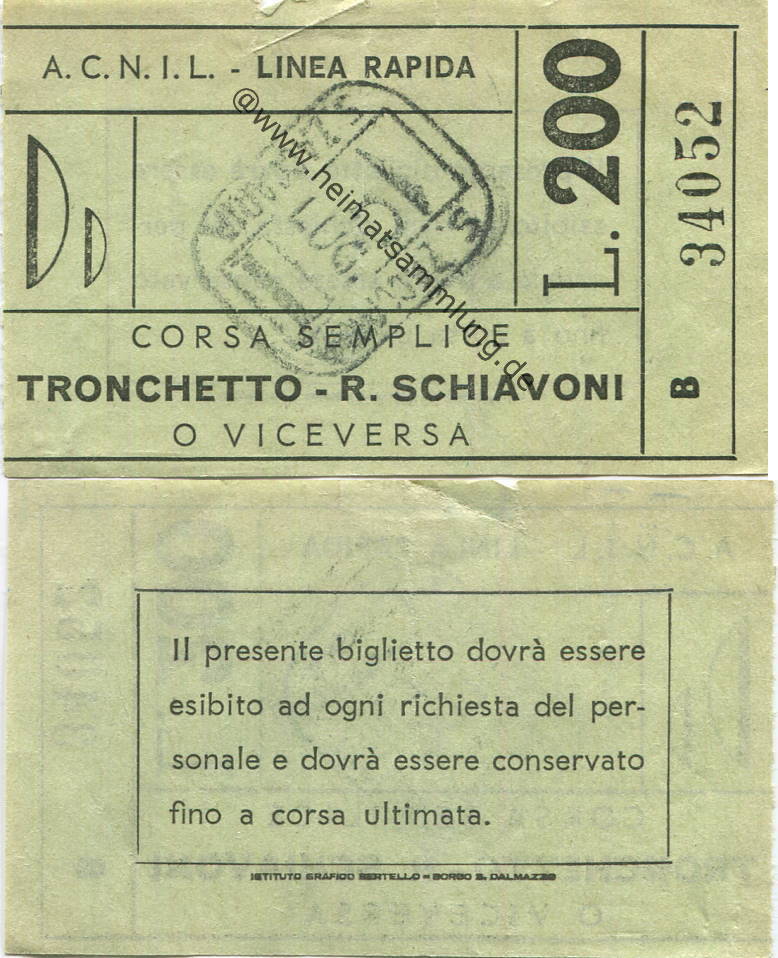 A. C. N. I. L. - LINEA RAPIDA
L. 200
34052
LUG.
@www.heimatsammlung.de
CORSA SEMPLICE
TRONCHETTO - R. SCHIAVONI
O VICEVERSA
B
Il presente biglietto dovrà essere
esibito ad ogni richiesta del per-
sonale e dovrà essere conservato
fino a corsa ultimata.
ISTITUTO GRAFICO BERTELLO - BORGO S. DALMAZZO